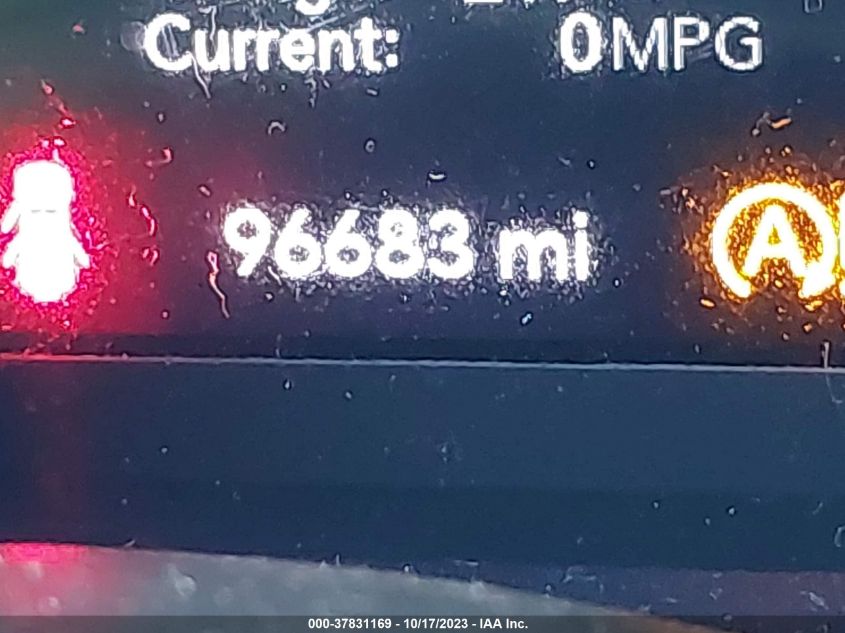 Current: 0MPG
96683 mi
A
000-37831169 - 10/17/2023 - IAA Inc.